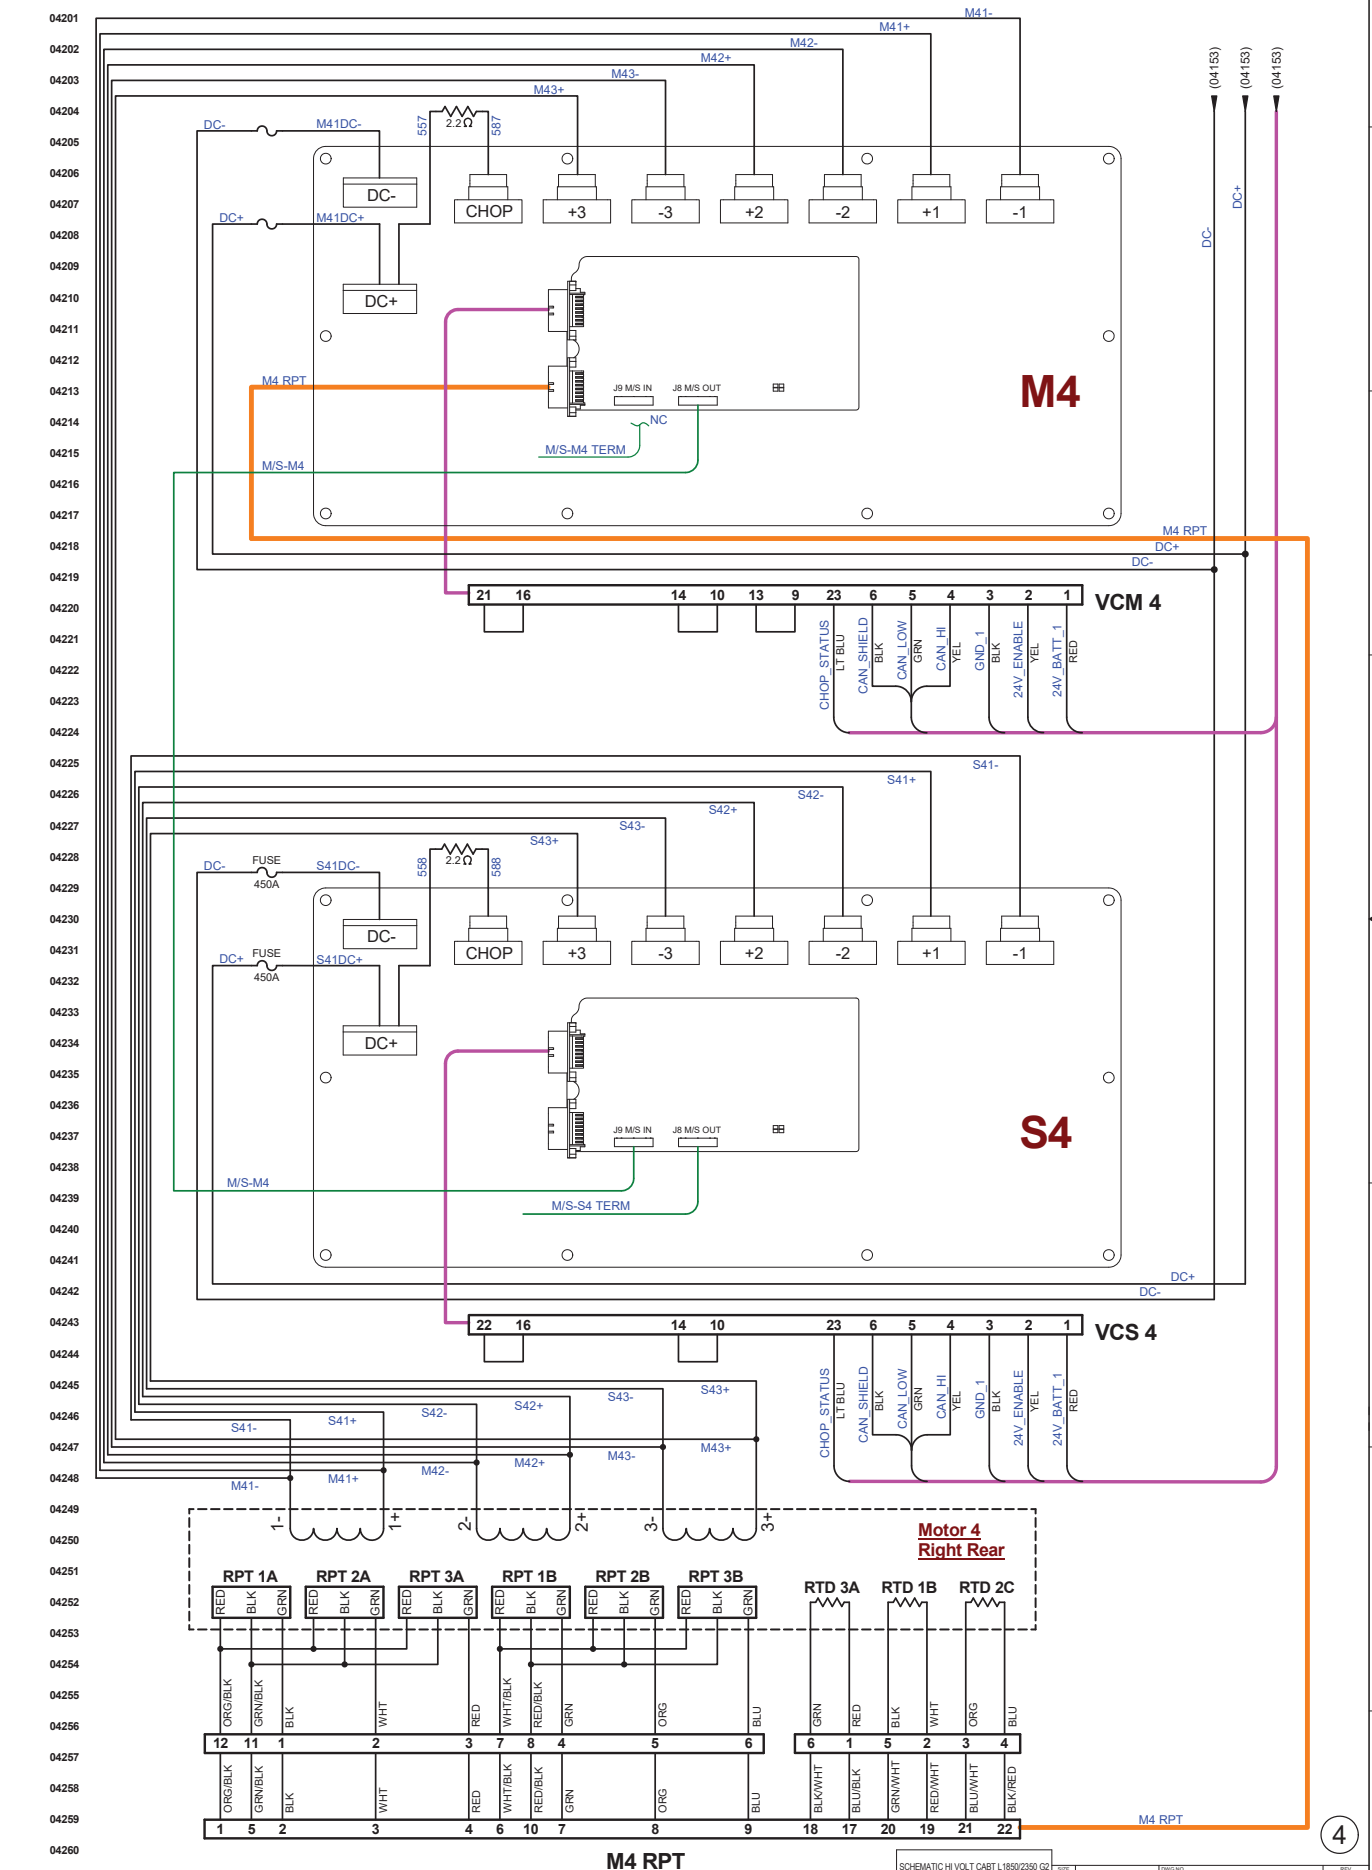 04201
04202
04203
04204
04205
04206
04207
04208
04209
04210
04211
04212
04213
04214
04215
04216
04217
04218
04219
04220
04221
04222
04223
04224
04225
04226
04227
04228
04229
04230
04231
04232
04233
04234
04235
04236
04237
04238
04239
04240
04241
04242
04243
04244
04245
04246
04247
04248
04249
04250
04251
04252
04253
04254
04255
04256
04257
04258
04259
04260
M41-
M41+
M42-
M42+
M43-
M43+
(04153) (04153) (04153)
DC- M41DC- 557 2.2Ω 587
DC-
CHOP +3 -3 +2 -2 +1 -1
DC+ M41DC+
DC+
DC- DC+
M4 RPT
J9 M/S IN J8 M/S OUT
M4
NC
M/S-M4 TERM
M/S-M4
M4 RPT
DC+
DC-
21 16 14 10 13 9 23 6 5 4 3 2 1
VCM 4
CHOP_STATUS LT BLU
CAN_SHIELD BLK
CAN_LOW GRN
CAN_HI YEL
GND_1 BLK
24V_ENABLE YEL
24V_BATT_1 RED
S41-
S41+
S42-
S42+
S43-
S43+
DC- FUSE 450A S41DC- 558 2.2Ω 588
DC-
CHOP +3 -3 +2 -2 +1 -1
DC+ FUSE 450A S41DC+
DC+
J9 M/S IN J8 M/S OUT
S4
M/S-M4
M/S-S4 TERM
DC+
DC-
22 16 14 10 23 6 5 4 3 2 1
VCS 4
CHOP_STATUS LT BLU
CAN_SHIELD BLK
CAN_LOW GRN
CAN_HI YEL
GND_1 BLK
24V_ENABLE YEL
24V_BATT_1 RED
S41- S41+ S42- S42+ S43- S43+
M41- M41+ M42- M42+ M43- M43+
1- 1+ 2- 2+ 3- 3+
Motor 4
Right Rear
RPT 1A RPT 2A RPT 3A RPT 1B RPT 2B RPT 3B RTD 3A RTD 1B RTD 2C
RED BLK GRN RED BLK GRN RED BLK GRN RED BLK GRN RED BLK GRN RED BLK GRN
ORG/BLK GRN/BLK BLK WHT RED WHT/BLK RED/BLK GRN ORG BLU GRN RED BLK WHT ORG BLU
12 11 1 2 3 7 8 4 5 6 6 1 5 2 3 4
ORG/BLK GRN/BLK BLK WHT RED WHT/BLK RED/BLK GRN ORG BLU BLK/WHT BLU/BLK GRN/WHT RED/WHT BLU/WHT BLK/RED
1 5 2 3 4 6 10 7 8 9 18 17 20 19 21 22
M4 RPT
M4 RPT
4
SCHEMATIC HI VOLT CABT L1850/2350 G2
SIZE
DWG NO
REV